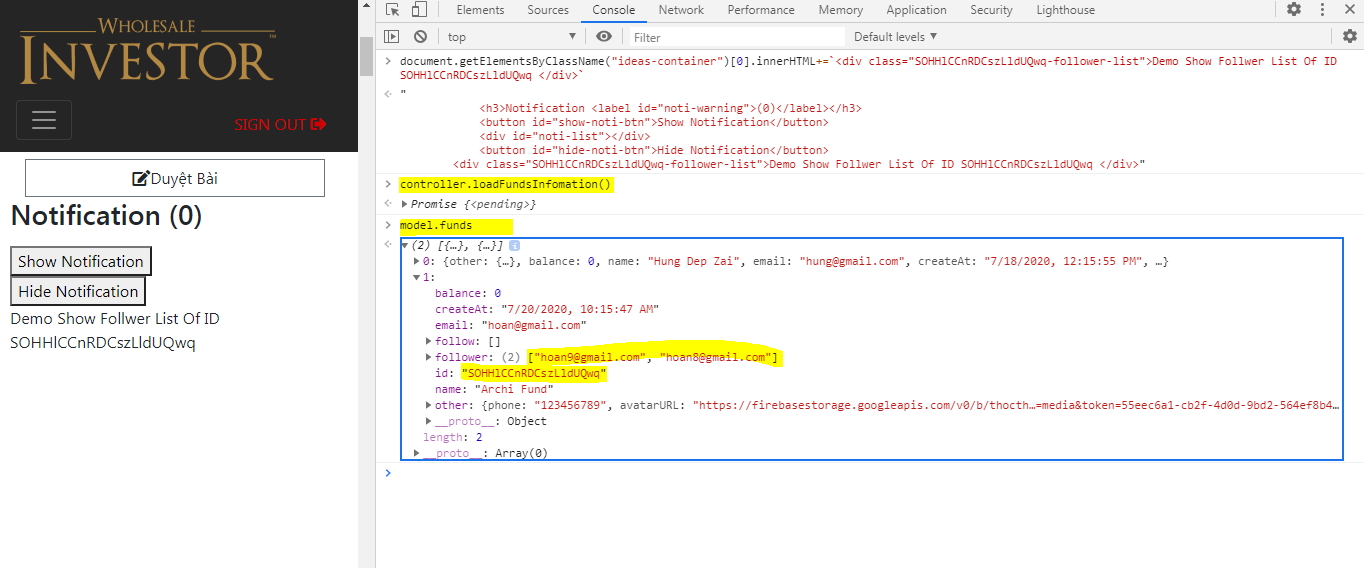 WHOLESALE
INVESTOR™
SIGN OUT
Duyệt Bài
Notification (0)
Show Notification
Hide Notification
Demo Show Follwer List Of ID
SOHHlCCnRDCszLldUQwq
Elements Sources Console Network Performance Memory Application Security Lighthouse
top Filter Default levels
document.getElementsByClassName("ideas-container")[0].innerHTML+=`<div class="SOHHlCCnRDCszLldUQwq-follower-list">Demo Show Follwer List Of ID
SOHHlCCnRDCszLldUQwq </div>`
"
<h3>Notification <label id="noti-warning">(0)</label></h3>
<button id="show-noti-btn">Show Notification</button>
<div id="noti-list"></div>
<button id="hide-noti-btn">Hide Notification</button>
<div class="SOHHlCCnRDCszLldUQwq-follower-list">Demo Show Follwer List Of ID SOHHlCCnRDCszLldUQwq </div>"
controller.loadFundsInfomation()
Promise {<pending>}
model.funds
(2) [{…}, {…}]
0: {other: {…}, balance: 0, name: "Hung Dep Zai", email: "hung@gmail.com", createAt: "7/18/2020, 12:15:55 PM", …}
1:
balance: 0
createAt: "7/20/2020, 10:15:47 AM"
email: "hoan@gmail.com"
follow: []
follower: (2) ["hoan9@gmail.com", "hoan8@gmail.com"]
id: "SOHHlCCnRDCszLldUQwq"
name: "Archi Fund"
other: {phone: "123456789", avatarURL: "https://firebasestorage.googleapis.com/v0/b/thocth…=media&token=55eec6a1-cb2f-4d0d-9bd2-564ef8b4…
__proto__: Object
length: 2
__proto__: Array(0)